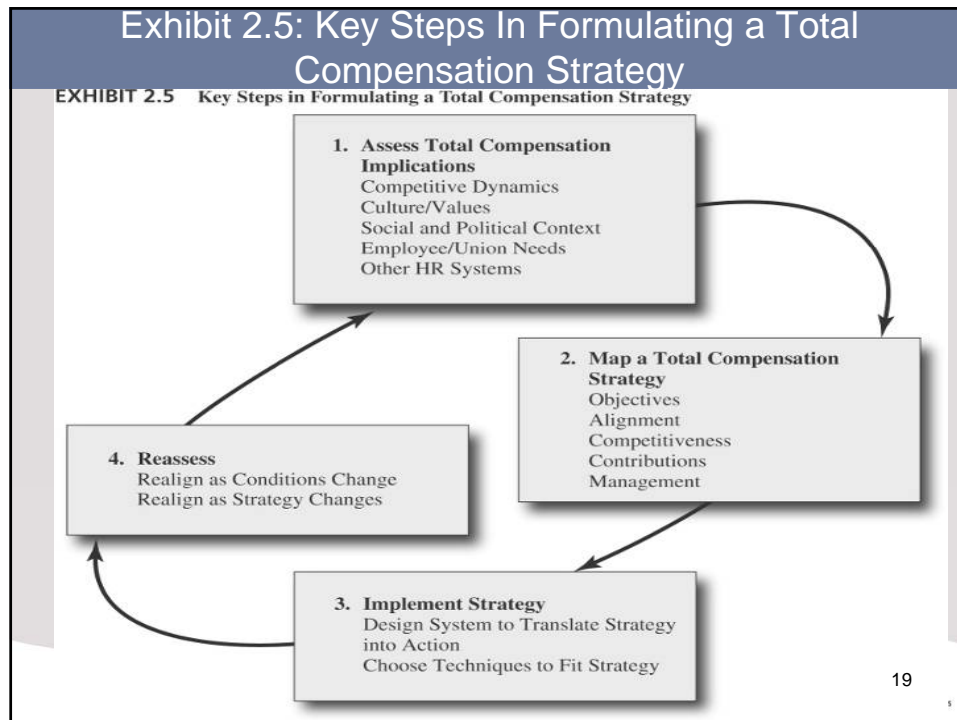 Exhibit 2.5: Key Steps In Formulating a Total
Compensation Strategy
EXHIBIT 2.5 Key Steps in Formulating a Total Compensation Strategy
1. Assess Total Compensation
Implications
Competitive Dynamics
Culture/Values
Social and Political Context
Employee/Union Needs
Other HR Systems
2. Map a Total Compensation
Strategy
Objectives
Alignment
Competitiveness
Contributions
Management
4. Reassess
Realign as Conditions Change
Realign as Strategy Changes
3. Implement Strategy
Design System to Translate Strategy
into Action
Choose Techniques to Fit Strategy
19